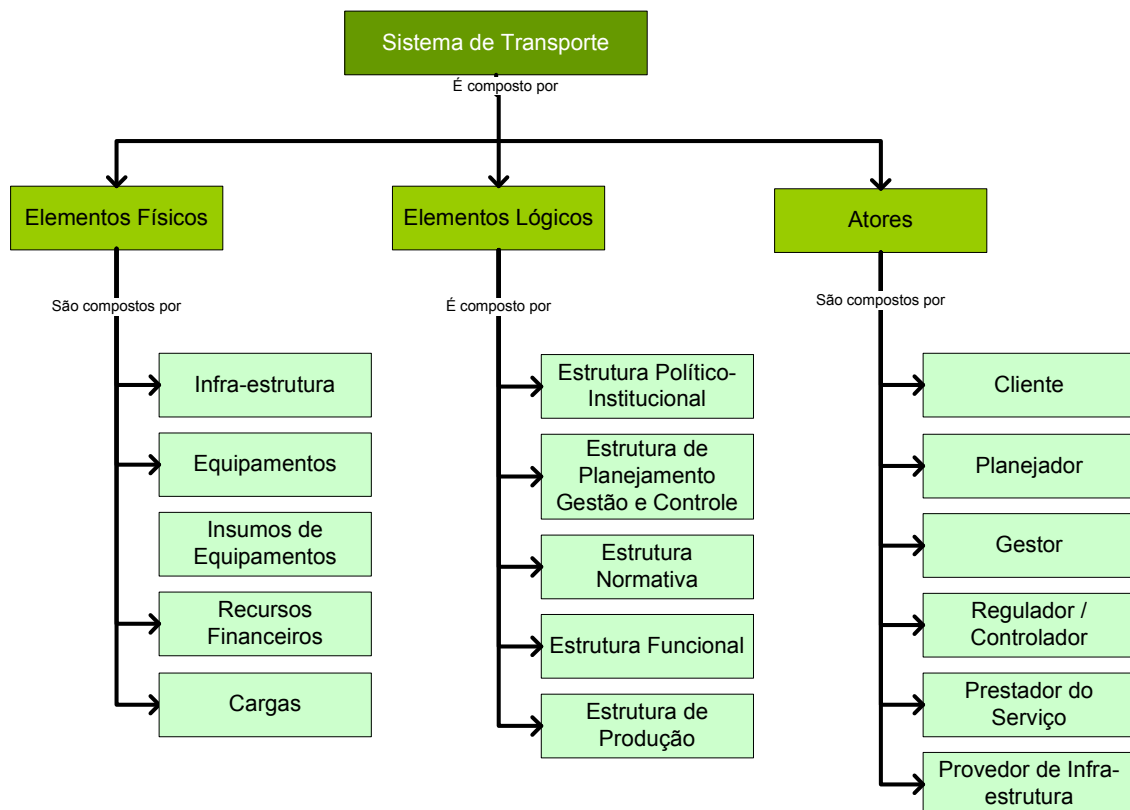 Sistema de Transporte
É composto por
Elementos Físicos
Elementos Lógicos
Atores
São compostos por
É composto por
São compostos por
Infra-estrutura
Equipamentos
Insumos de
Equipamentos
Recursos
Financeiros
Cargas
Estrutura Político-
Institucional
Estrutura de
Planejamento
Gestão e Controle
Estrutura
Normativa
Estrutura Funcional
Estrutura de
Produção
Cliente
Planejador
Gestor
Regulador /
Controlador
Prestador do
Serviço
Provedor de Infra-
estrutura